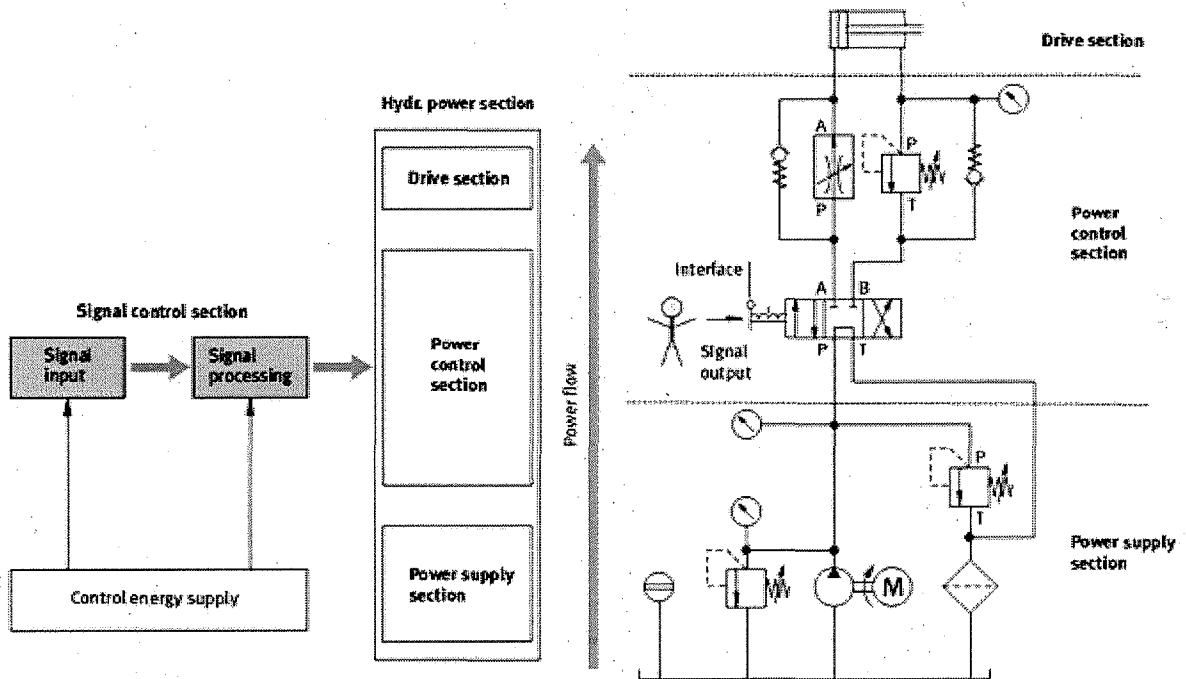 Hydr. power section
Drive section
Power
control
section
Power supply
section
Power flow
Signal control section
Signal
input
Signal
processing
Control energy supply
Drive section
A
P
P
T
Power
control
section
Interface
A
B
P
T
Signal
output
P
T
M
Power supply
section